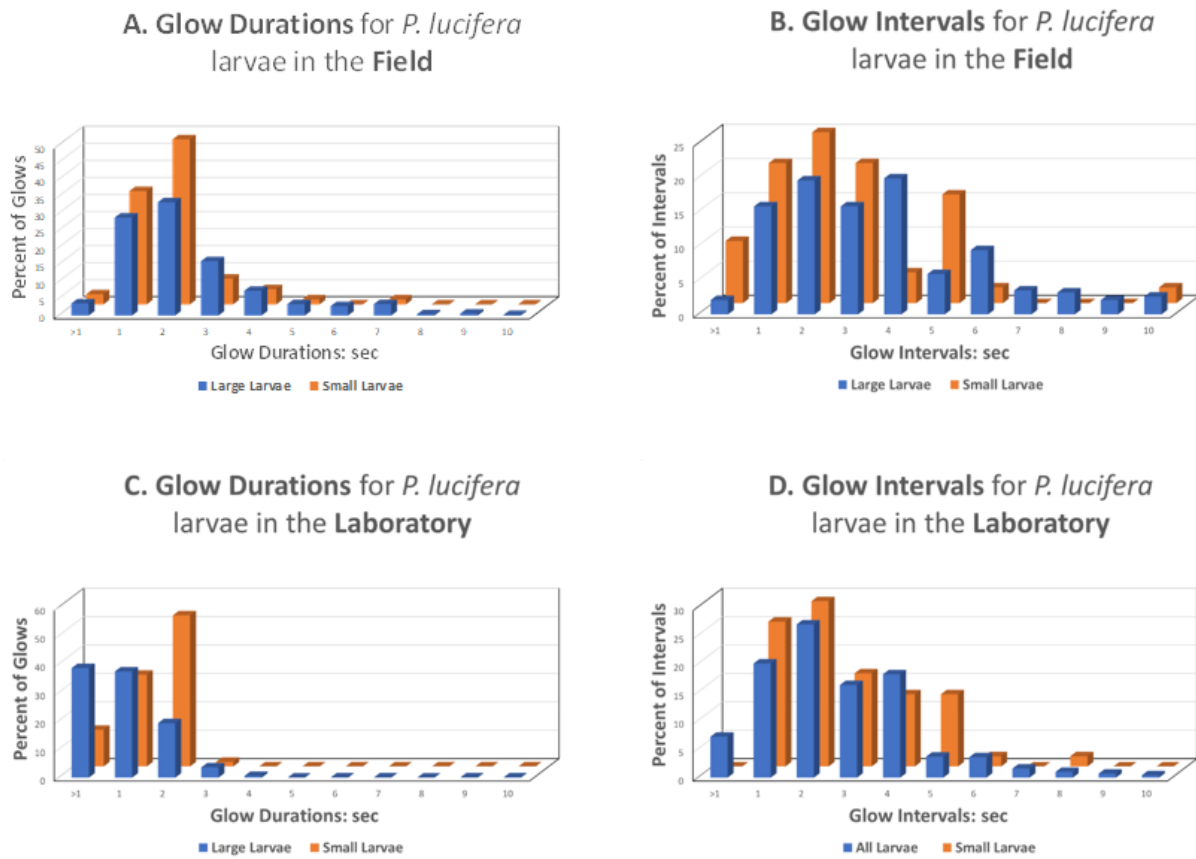 A. Glow Durations for P. lucifera
larvae in the Field
50
45
40
35
30
25
20
15
10
5
0
Percent of Glows
>1 1 2 3 4 5 6 7 8 9 10
Glow Durations: sec
Large Larvae Small Larvae
B. Glow Intervals for P. lucifera
larvae in the Field
25
20
15
10
5
0
Percent of Intervals
>1 1 2 3 4 5 6 7 8 9 10
Glow Intervals: sec
Large Larvae Small Larvae
C. Glow Durations for P. lucifera
larvae in the Laboratory
60
50
40
30
20
10
0
Percent of Glows
>1 1 2 3 4 5 6 7 8 9 10
Glow Durations: sec
Large Larvae Small Larvae
D. Glow Intervals for P. lucifera
larvae in the Laboratory
30
25
20
15
10
5
0
Percent of Intervals
>1 1 2 3 4 5 6 7 8 9 10
Glow Intervals: sec
All Larvae Small Larvae